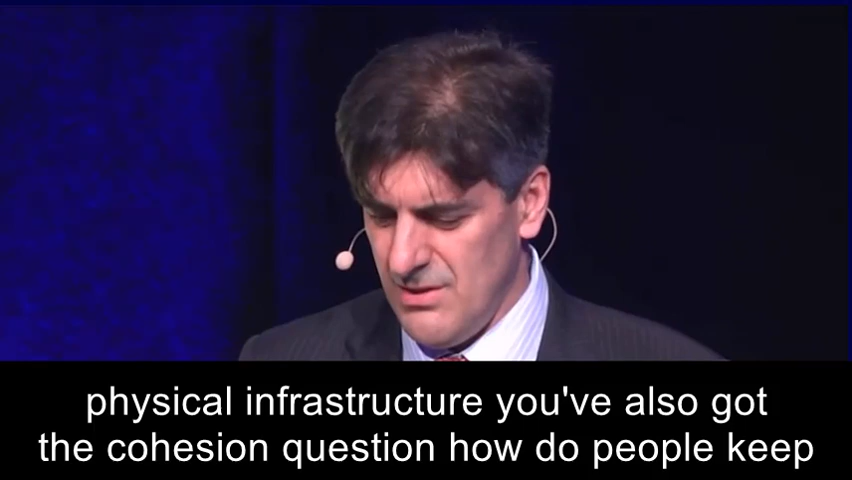 physical infrastructure you've also got
the cohesion question how do people keep